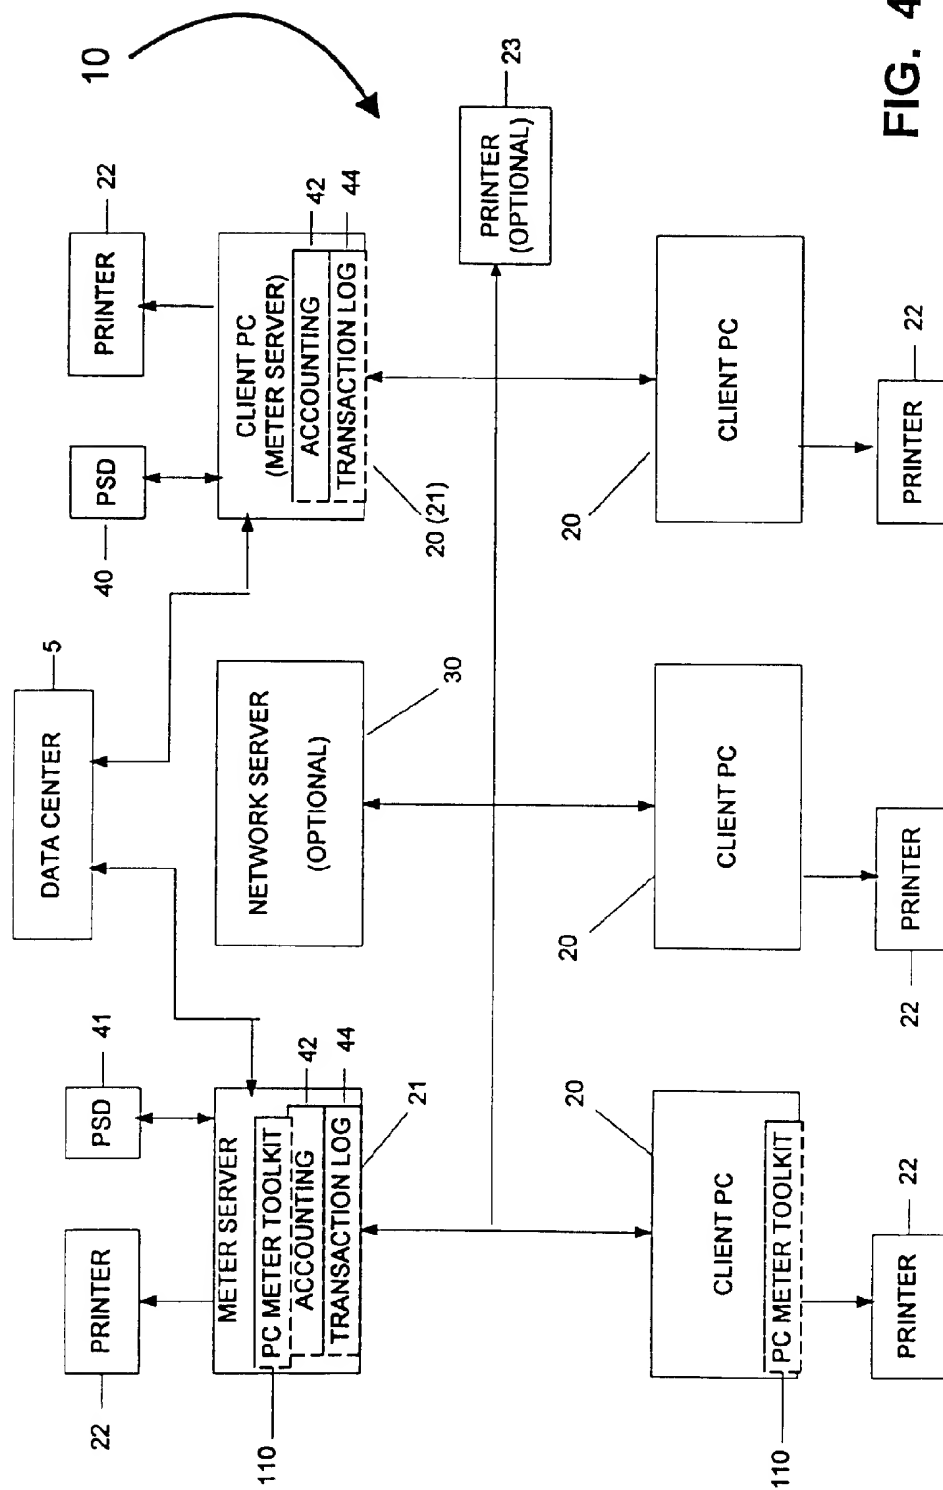 10
DATA CENTER
5
PRINTER
22
PSD
41
PSD
40
PRINTER
22
METER SERVER
PC METER TOOLKIT
110
ACCOUNTING
42
TRANSACTION LOG
44
21
NETWORK SERVER
(OPTIONAL)
30
CLIENT PC
(METER SERVER)
ACCOUNTING
42
TRANSACTION LOG
44
20 (21)
PRINTER
(OPTIONAL)
23
CLIENT PC
20
PC METER TOOLKIT
110
PRINTER
22
CLIENT PC
20
PRINTER
22
CLIENT PC
20
PRINTER
22
FIG. 4